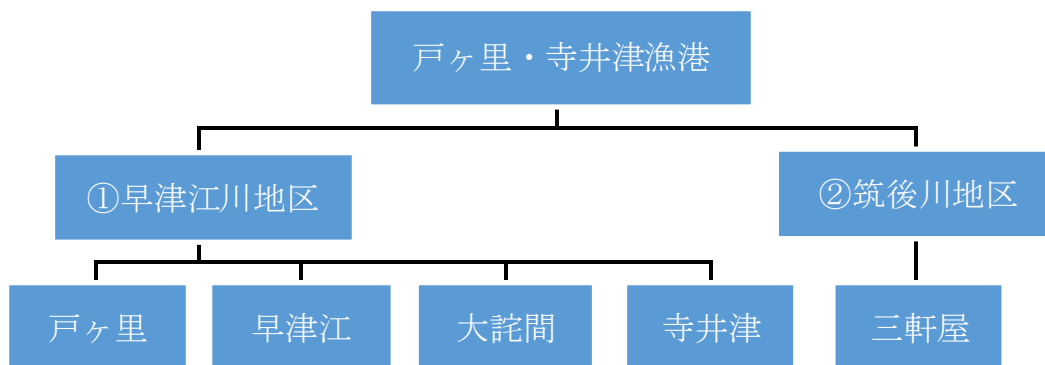 戸ヶ里・寺井津漁港
①早津江川地区
②筑後川地区
戸ヶ里
早津江
大詫間
寺井津
三軒屋